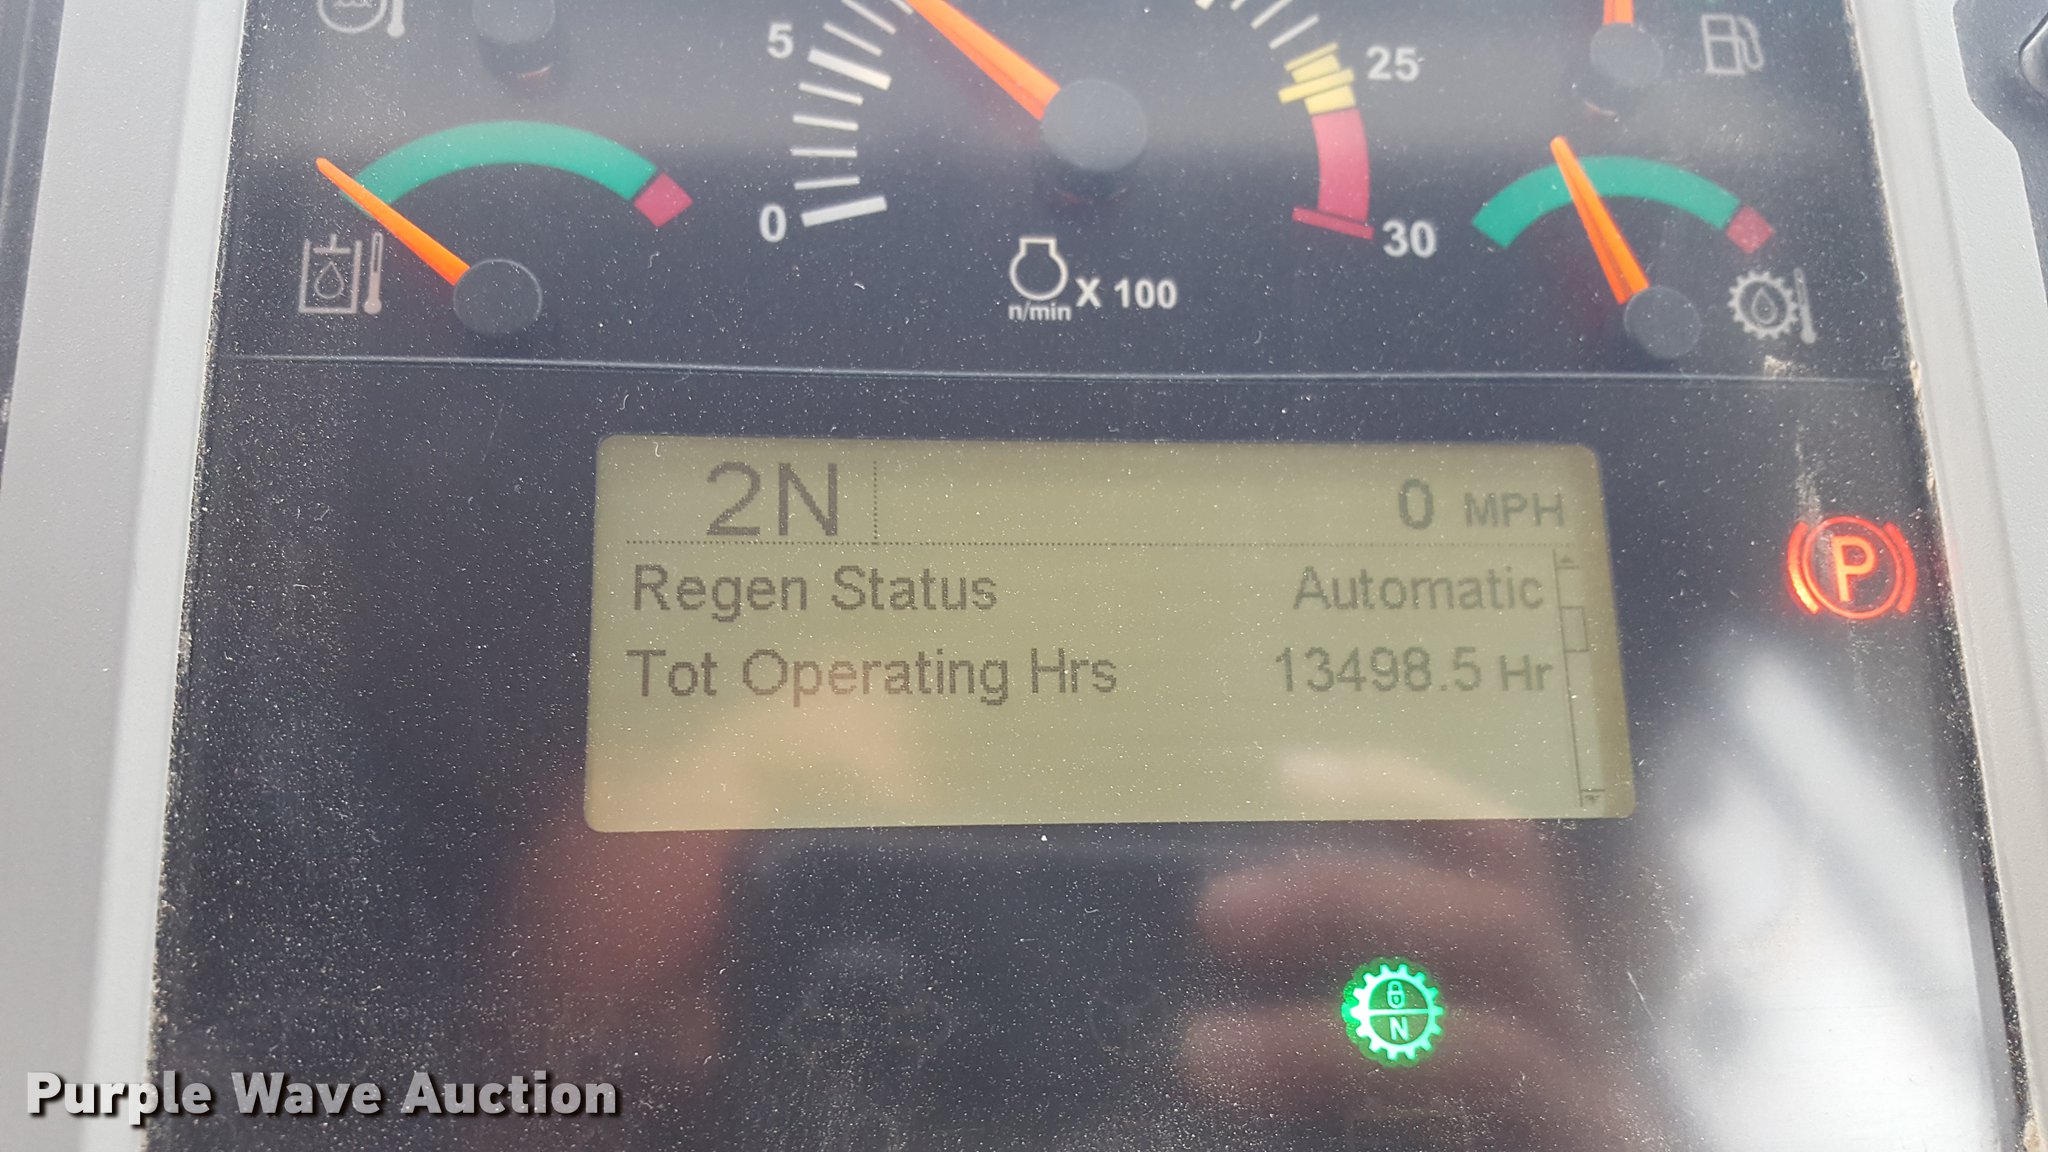 5
25
0
30
n/min X 100
2N
0 MPH
Regen Status Automatic
Tot Operating Hrs 13498.5 Hr
P
N
Purple Wave Auction